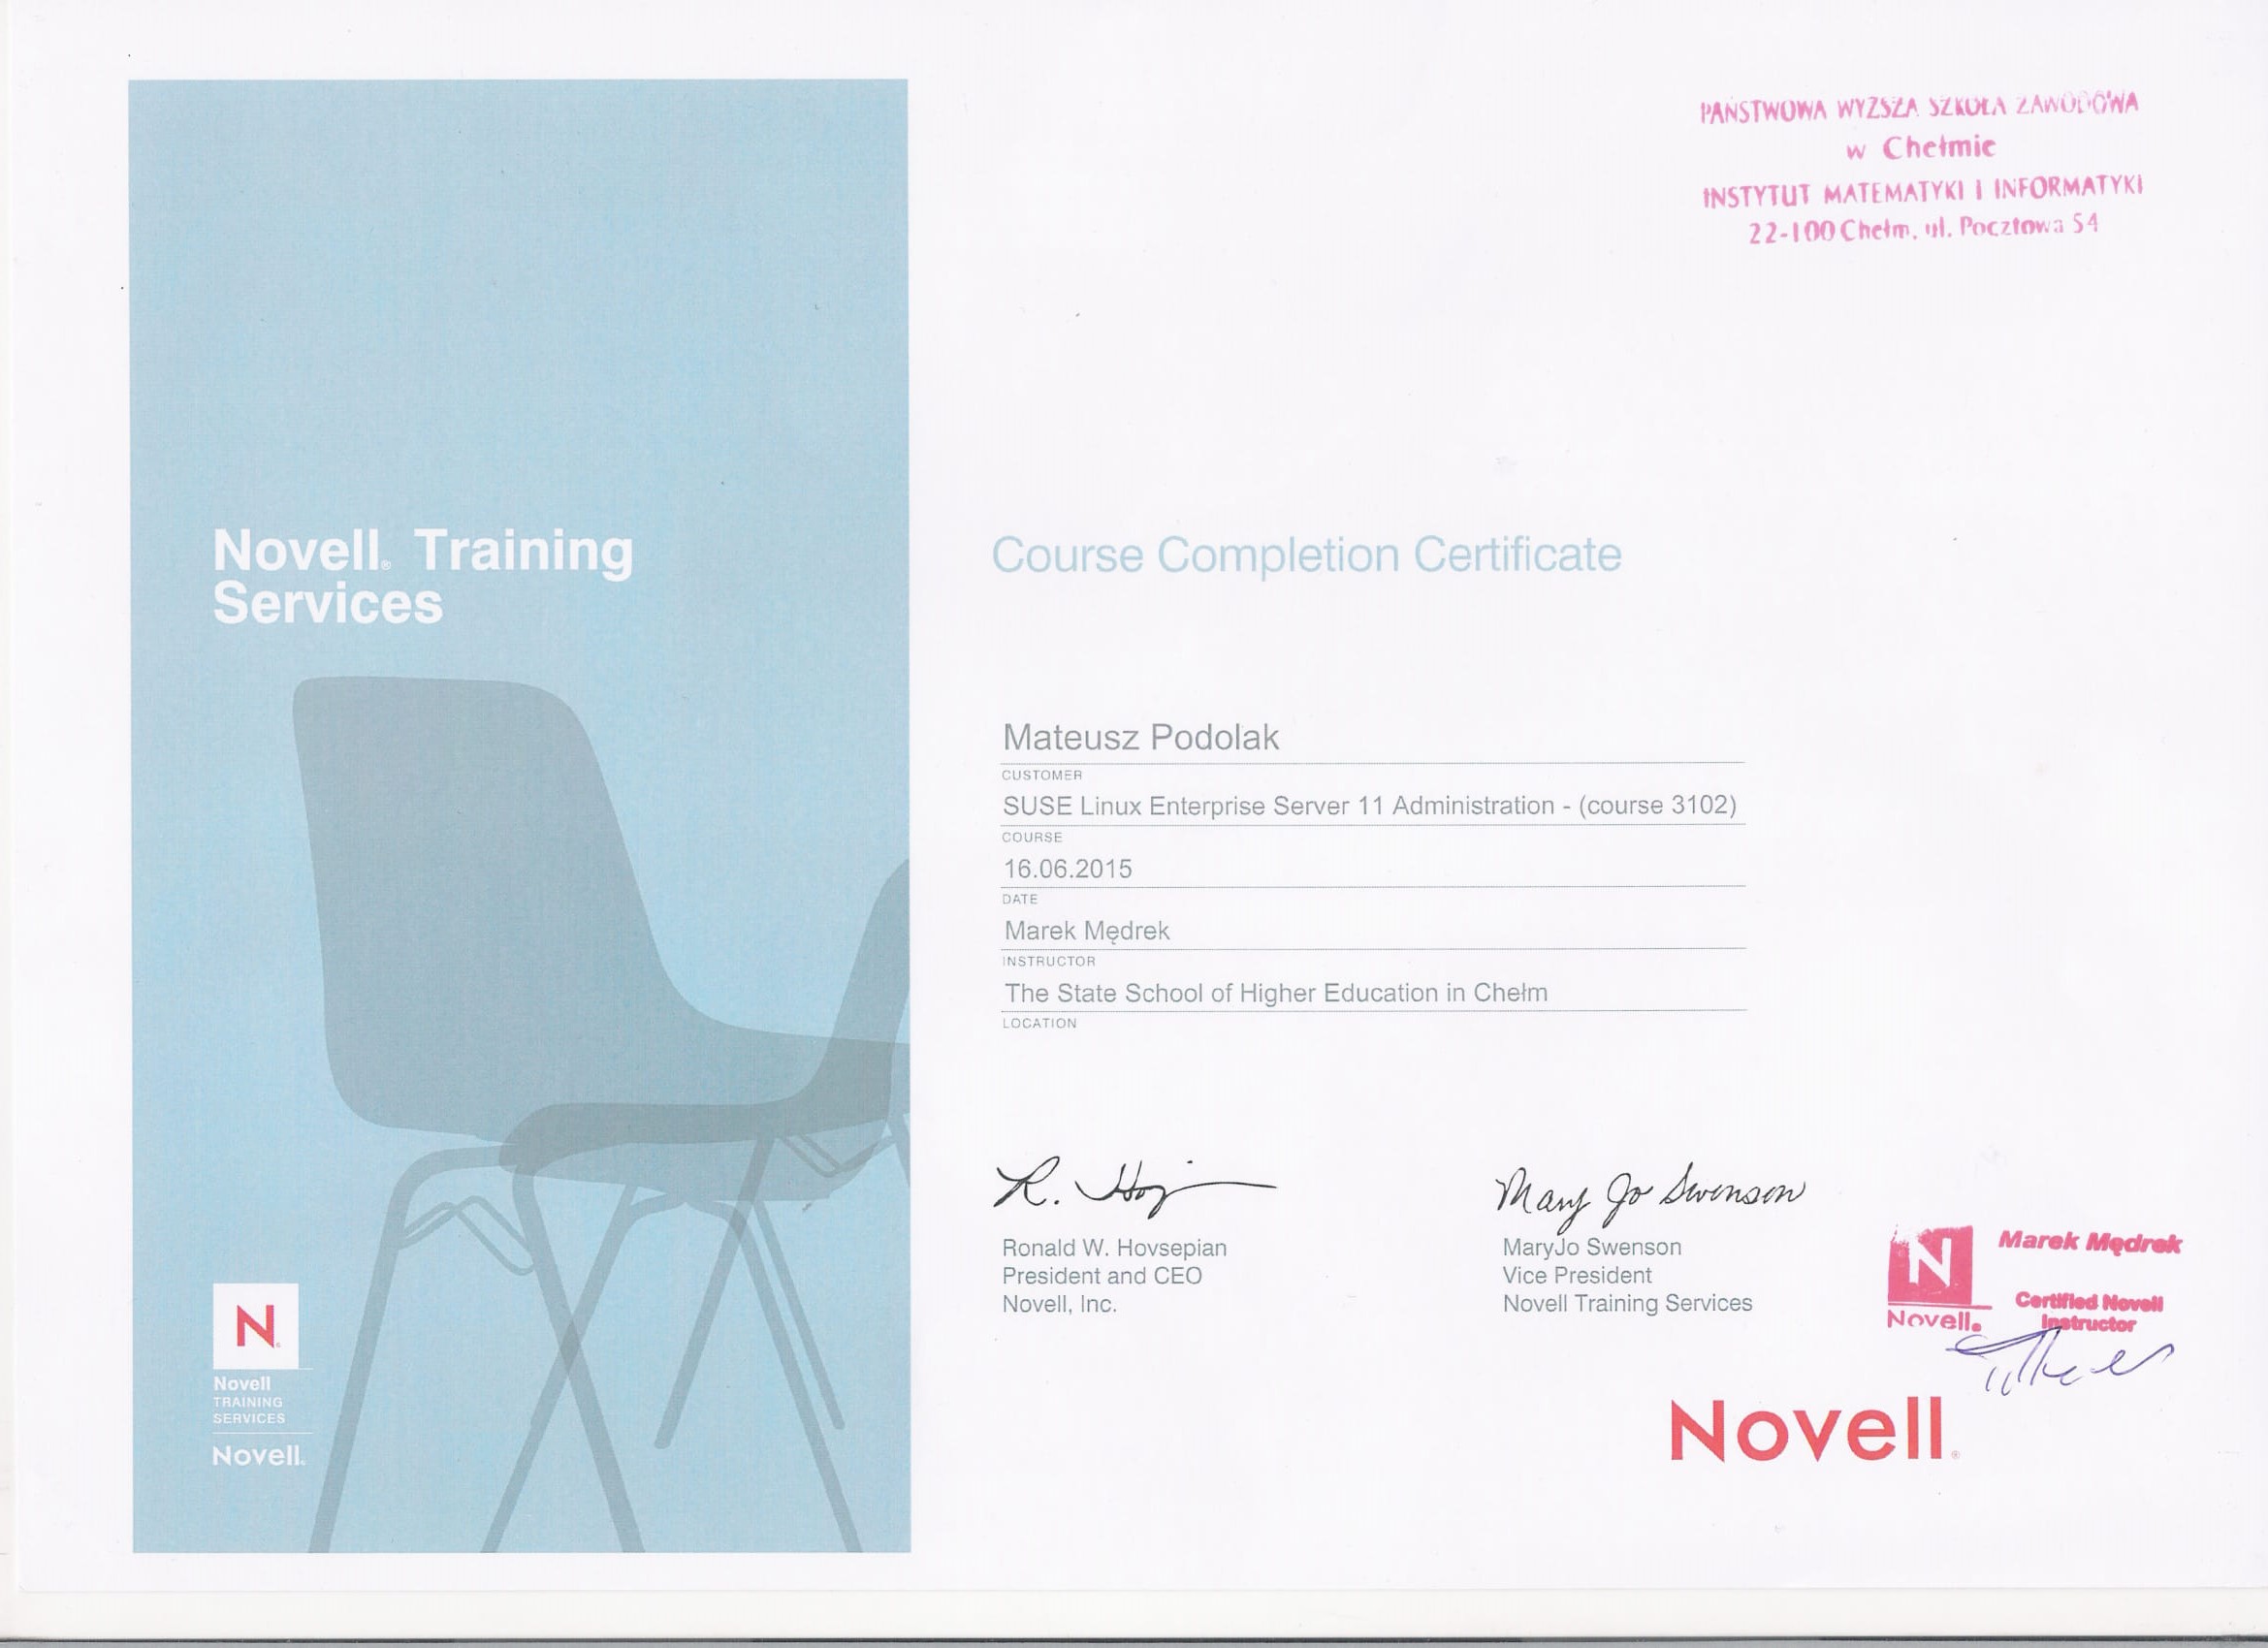 PAŃSTWOWA WYŻSZA SZKOŁA ZAWODOWA
w Chełmie
INSTYTUT MATEMATYKI I INFORMATYKI
22-100 Chełm, ul. Pocztowa 54
Novell® Training
Services
Course Completion Certificate
Mateusz Podolak
CUSTOMER
SUSE Linux Enterprise Server 11 Administration - (course 3102)
COURSE
16.06.2015
DATE
Marek Mędrek
INSTRUCTOR
The State School of Higher Education in Chełm
LOCATION
Mary Jo Swenson
Ronald W. Hovsepian
President and CEO
Novell, Inc.
MaryJo Swenson
Vice President
Novell Training Services
N
Novell®
Marek Mędrek
Certified Novell
Instructor
N
Novell
TRAINING
SERVICES
Novell®
Novell®